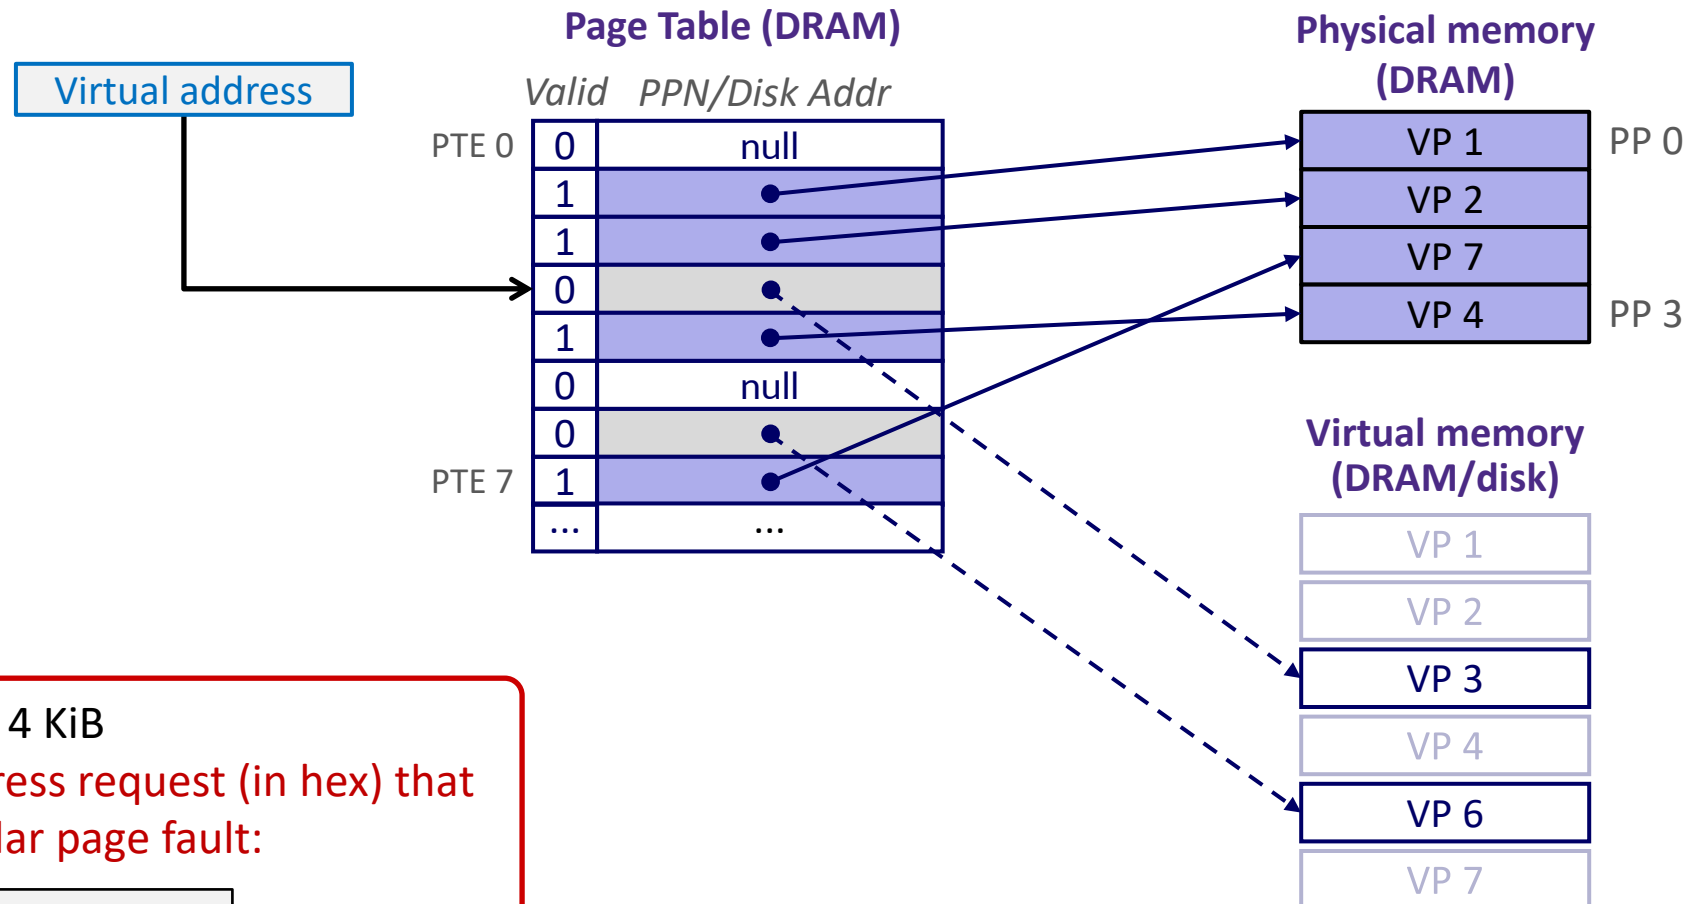 Page Table (DRAM)
Physical memory
(DRAM)
Virtual address
Valid PPN/Disk Addr
PTE 0 0 null
1
1
0
1
0 null
0
PTE 7 1
... ...
VP 1 PP 0
VP 2
VP 7
VP 4 PP 3
Virtual memory
(DRAM/disk)
VP 1
VP 2
VP 3
VP 4
VP 6
VP 7
4 KiB
ress request (in hex) that
lar page fault: